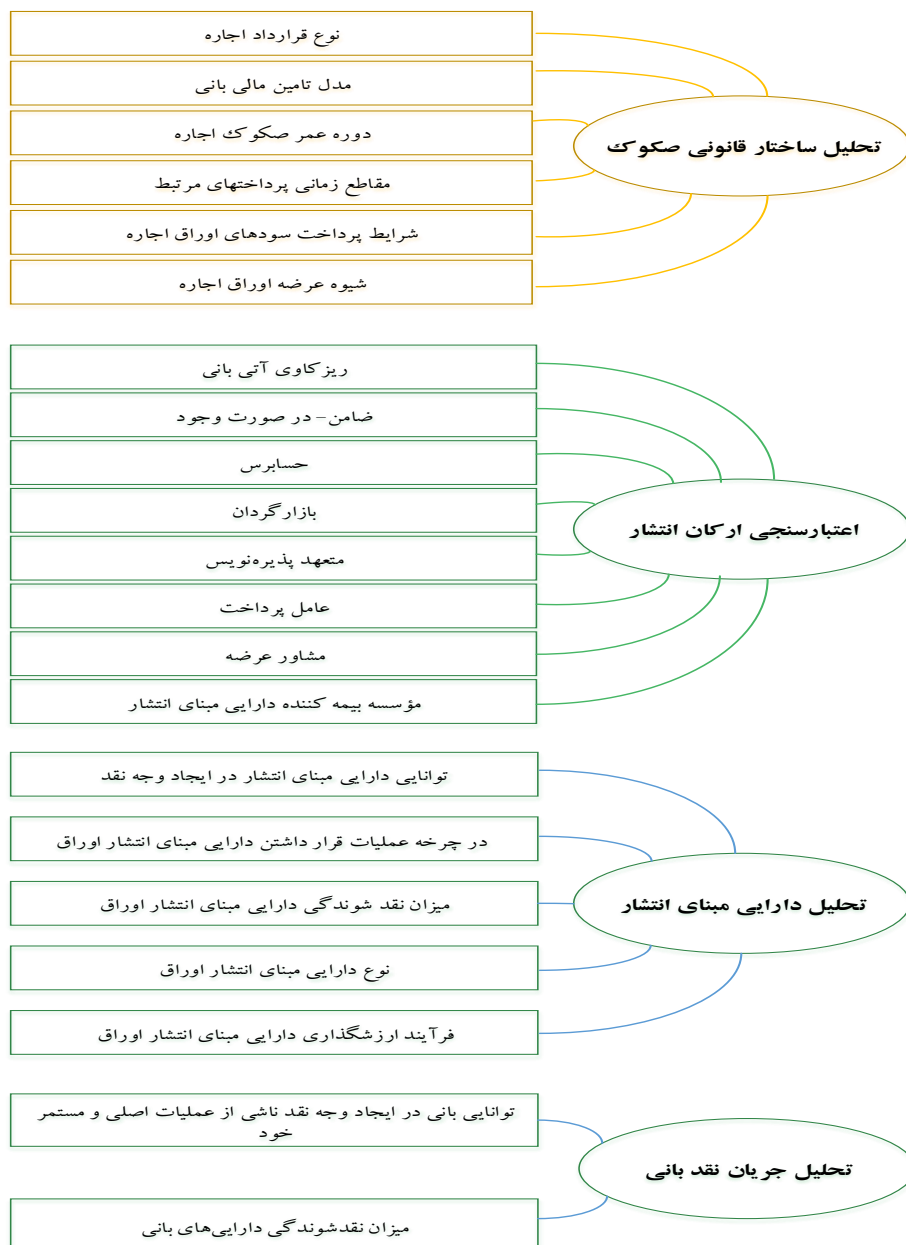 نوع قرارداد اجاره
مدل تامین مالی بانی
دوره عمر صکوک اجاره
مقاطع زمانی پرداختهای مرتبط
شرایط پرداخت سودهای اوراق اجاره
شیوه عرضه اوراق اجاره
تحلیل ساختار قانونی صکوک
ریزکاوی آتی بانی
ضامن– در صورت وجود
حسابرس
بازارگردان
متعهد پذیره‌نویس
عامل پرداخت
مشاور عرضه
مؤسسه بیمه کننده دارایی مبنای انتشار
اعتبارسنجی ارکان انتشار
توانایی دارایی مبنای انتشار در ایجاد وجه نقد
در چرخه عملیات قرار داشتن دارایی مبنای انتشار اوراق
میزان نقد شوندگی دارایی مبنای انتشار اوراق
نوع دارایی مبنای انتشار اوراق
فرآیند ارزشگذاری دارایی مبنای انتشار اوراق
تحلیل دارایی مبنای انتشار
توانایی بانی در ایجاد وجه نقد ناشی از عملیات اصلی و مستمر
خود
میزان نقدشوندگی دارایی‌های بانی
تحلیل جریان نقد بانی